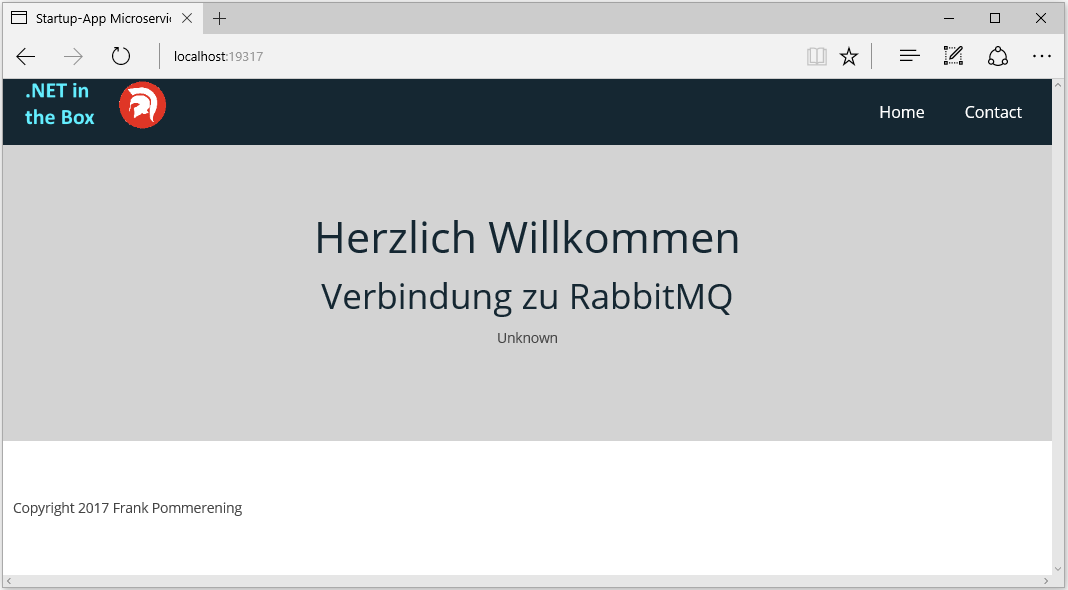 Startup-App Microservi
localhost:19317
.NET in
the Box
Home
Contact
Herzlich Willkommen
Verbindung zu RabbitMQ
Unknown
Copyright 2017 Frank Pommerening